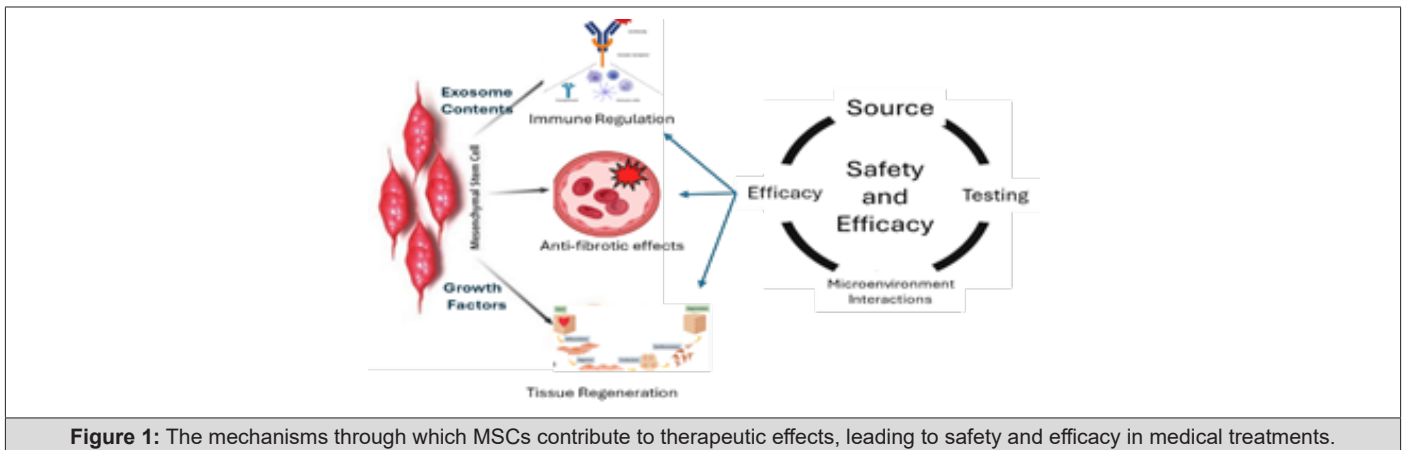 Exosome
Contents
Mesenchymal Stem Cell
Growth
Factors
Immune Regulation
Anti-fibrotic effects
Tissue Regeneration
Source
Efficacy
Safety
and
Efficacy
Testing
Microenvironment
Interactions
Figure 1: The mechanisms through which MSCs contribute to therapeutic effects, leading to safety and efficacy in medical treatments.